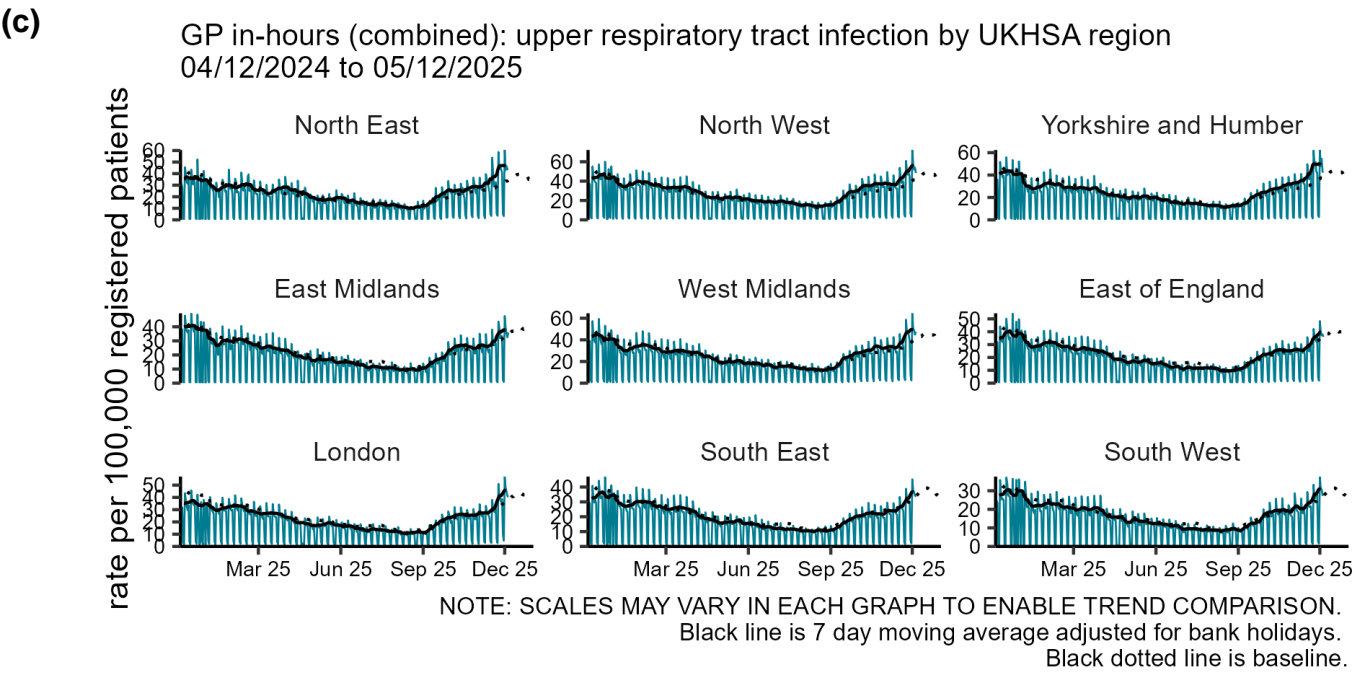 (c)
GP in-hours (combined): upper respiratory tract infection by UKHSA region
04/12/2024 to 05/12/2025
rate per 100,000 registered patients
North East
60
50
40
30
20
10
0
North West
60
40
20
0
Yorkshire and Humber
60
40
20
0
East Midlands
40
30
20
10
0
West Midlands
60
40
20
0
East of England
50
40
30
20
10
0
London
50
40
30
20
10
0
Mar 25 Jun 25 Sep 25 Dec 25
South East
40
30
20
10
0
Mar 25 Jun 25 Sep 25 Dec 25
South West
30
20
10
0
Mar 25 Jun 25 Sep 25 Dec 25
NOTE: SCALES MAY VARY IN EACH GRAPH TO ENABLE TREND COMPARISON.
Black line is 7 day moving average adjusted for bank holidays.
Black dotted line is baseline.